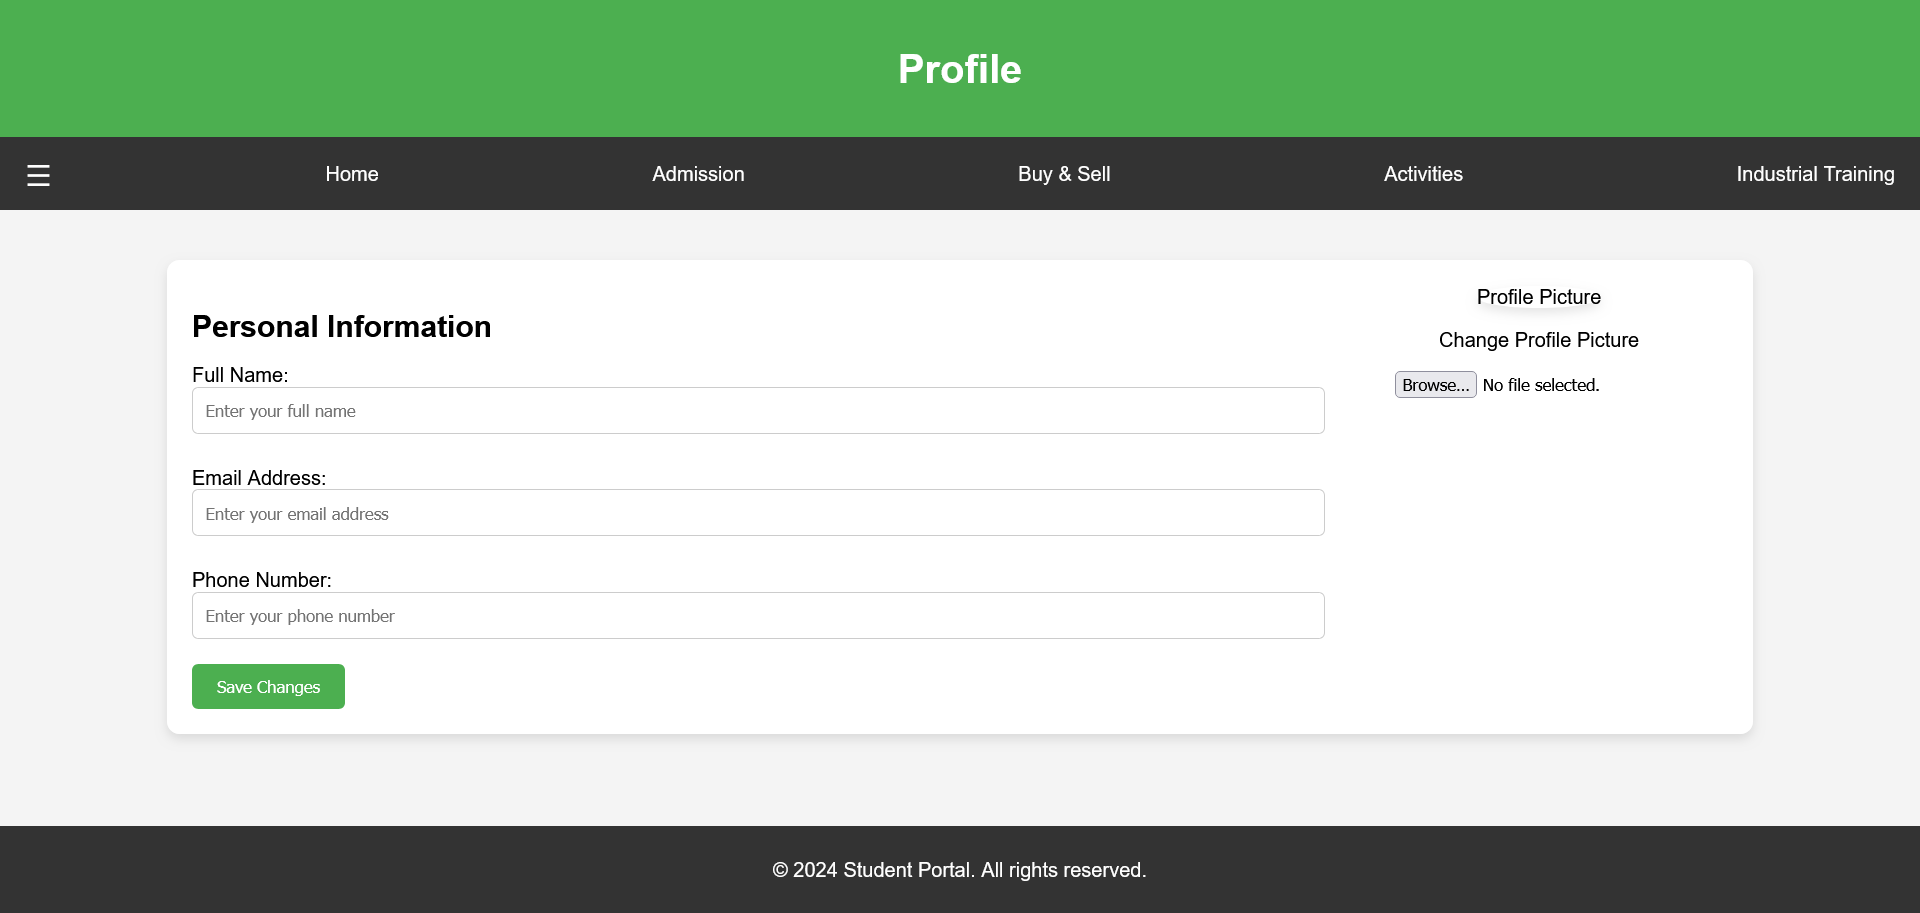 Profile
☰ Home Admission Buy & Sell Activities Industrial Training
Personal Information
Full Name:
Enter your full name
Email Address:
Enter your email address
Phone Number:
Enter your phone number
Save Changes
Profile Picture
Change Profile Picture
Browse... No file selected.
© 2024 Student Portal. All rights reserved.